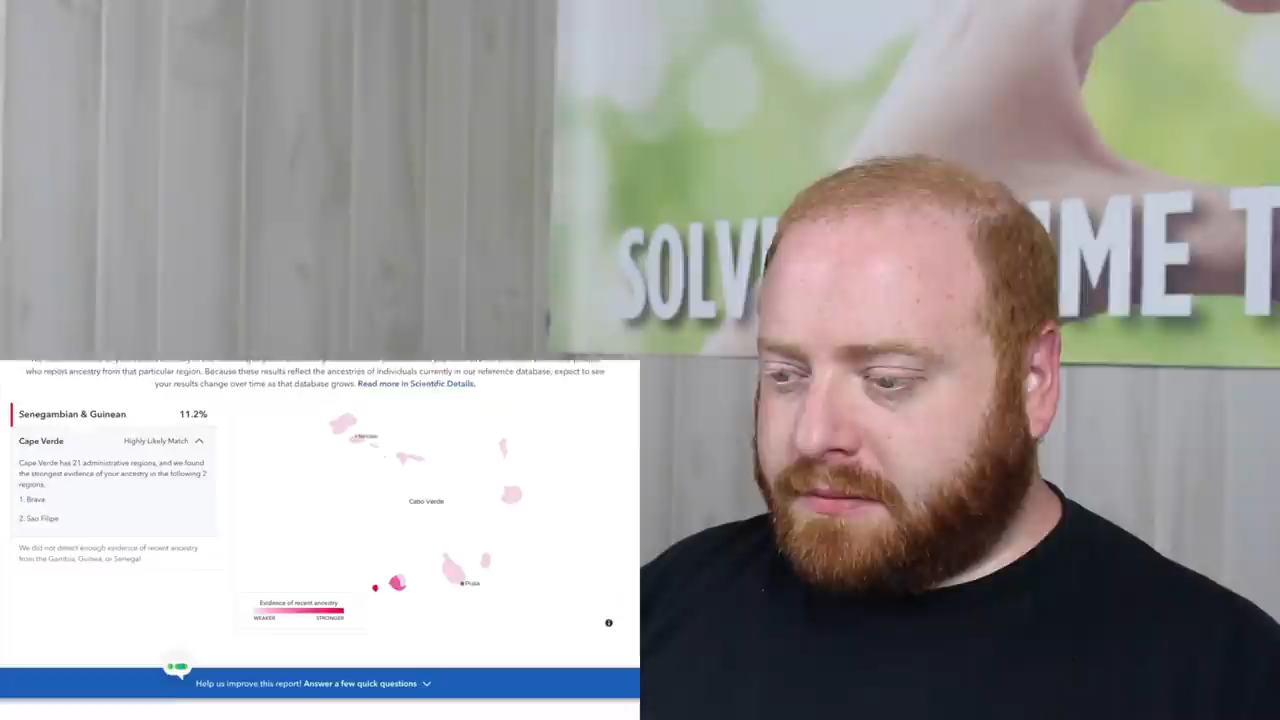 SOLV
IME T
who report ancestry from that particular region. Because these results reflect the ancestries of individuals currently in our reference database, expect to see
your results change over time as that database grows. Read more in Scientific Details.
Senegambian & Guinean 11.2%
Cape Verde Highly Likely Match
Cape Verde has 21 administrative regions, and we found
the strongest evidence of your ancestry in the following 2
regions.
1. Brava
2. Sao Filipe
We did not detect enough evidence of recent ancestry
from the Gambia, Guinea, or Senegal
Cabo Verde
Praia
Evidence of recent ancestry
WEAKER STRONGER
Help us improve this report! Answer a few quick questions